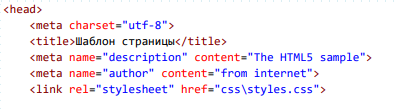 <head>
<meta charset="utf-8">
<title>Шаблон страницы</title>
<meta name="description" content="The HTML5 sample">
<meta name="author" content="from internet">
<link rel="stylesheet" href="css\styles.css">